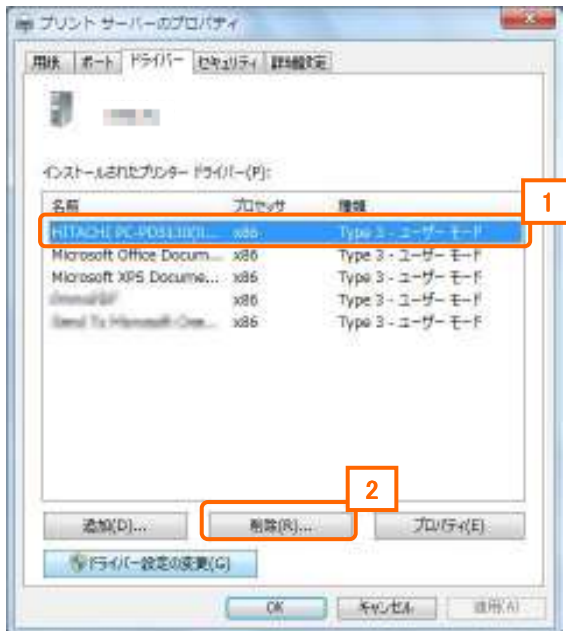 プリント サーバーのプロパティ
用紙 ポート ドライバー セキュリティ 詳細設定
インストールされたプリンター ドライバー(P):
名前 プロセッサ 種類
1
x86 Type 3 - ユーザー モード
Microsoft Office Docum... x86 Type 3 - ユーザー モード
Microsoft XPS Docume... x86 Type 3 - ユーザー モード
x86 Type 3 - ユーザー モード
x86 Type 3 - ユーザー モード
2
追加(D)... 削除(R)... プロパティ(E)
ドライバー設定の変更(G)
OK キャンセル 適用(A)